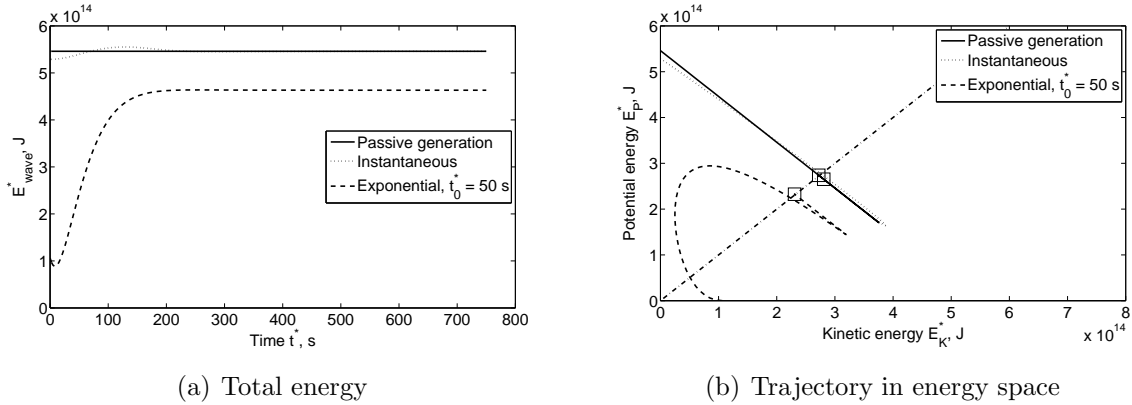 x 10^14
6
5
4
3
2
1
0
E*wave, J
0 100 200 300 400 500 600 700 800
Time t*, s
Passive generation
Instantaneous
Exponential, t*0 = 50 s
(a) Total energy
x 10^14
6
5
4
3
2
1
0
Potential energy E*P, J
0 1 2 3 4 5 6 7 8
x 10^14
Kinetic energy E*K, J
Passive generation
Instantaneous
Exponential, t*0 = 50 s
(b) Trajectory in energy space